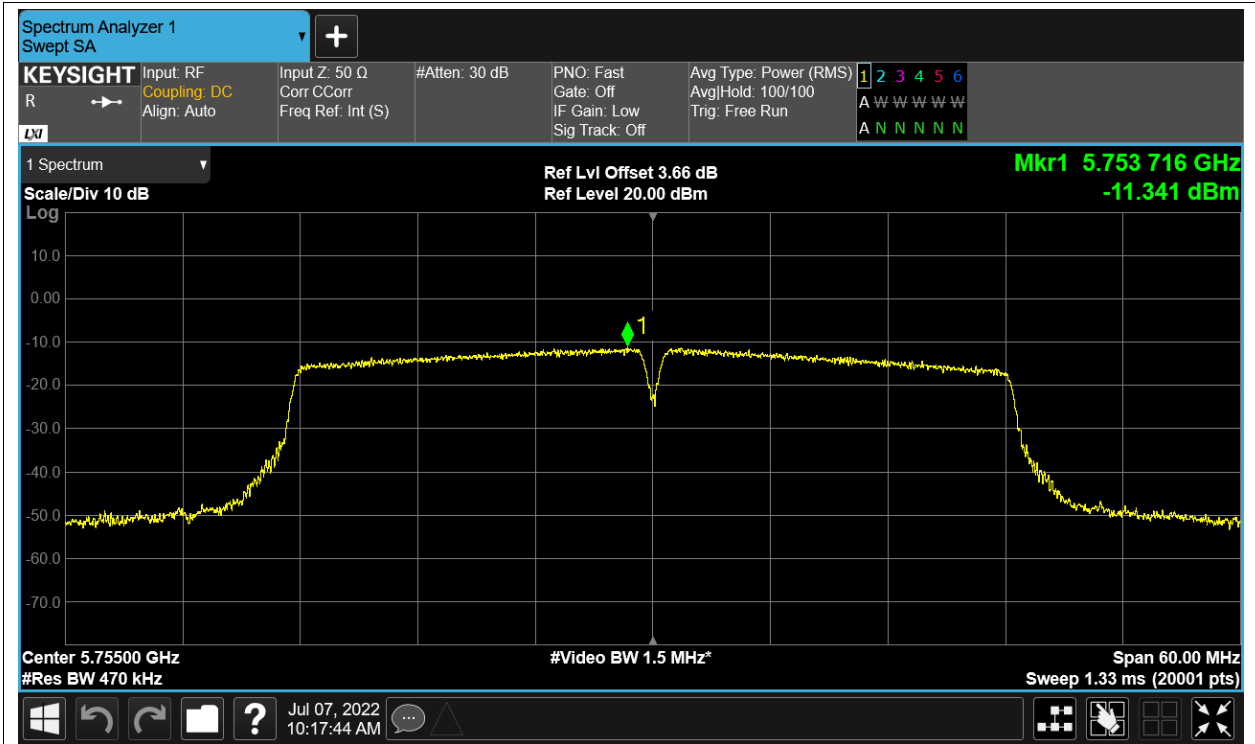 Spectrum Analyzer 1
Swept SA
KEYSIGHT
R
LXI
Input: RF
Coupling: DC
Align: Auto
Input Z: 50 Ω
Corr CCorr
Freq Ref: Int (S)
#Atten: 30 dB
PNO: Fast
Gate: Off
IF Gain: Low
Sig Track: Off
Avg Type: Power (RMS)
Avg|Hold: 100/100
Trig: Free Run
1 2 3 4 5 6
A W W W W W
A N N N N N
1 Spectrum
Scale/Div 10 dB
Log
Ref Lvl Offset 3.66 dB
Ref Level 20.00 dBm
Mkr1 5.753 716 GHz
-11.341 dBm
10.0
0.00
-10.0
-20.0
-30.0
-40.0
-50.0
-60.0
-70.0
1
Center 5.75500 GHz
#Res BW 470 kHz
#Video BW 1.5 MHz*
Span 60.00 MHz
Sweep 1.33 ms (20001 pts)
?
Jul 07, 2022
10:17:44 AM